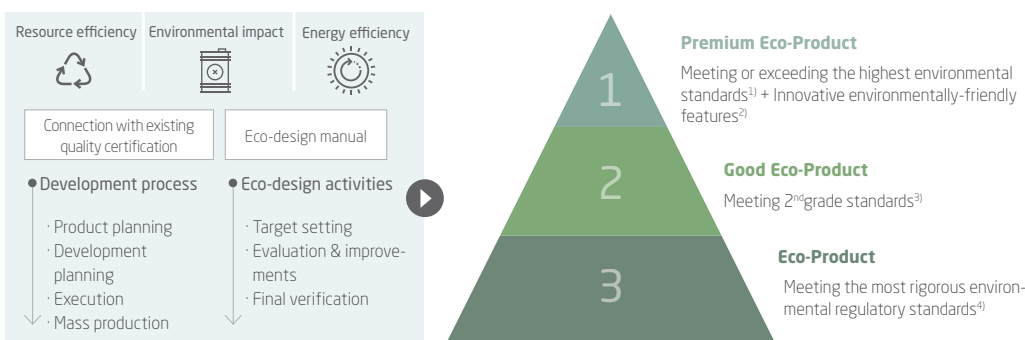 Resource efficiency
Environmental impact
Energy efficiency
Connection with existing
quality certification
Eco-design manual
Development process
· Product planning
· Development
planning
· Execution
· Mass production
Eco-design activities
· Target setting
· Evaluation & improve-
ments
· Final verification
1
Premium Eco-Product
Meeting or exceeding the highest environmental
standards1) + Innovative environmentally-friendly
features2)
2
Good Eco-Product
Meeting 2ndgrade standards3)
3
Eco-Product
Meeting the most rigorous environ-
mental regulatory standards4)